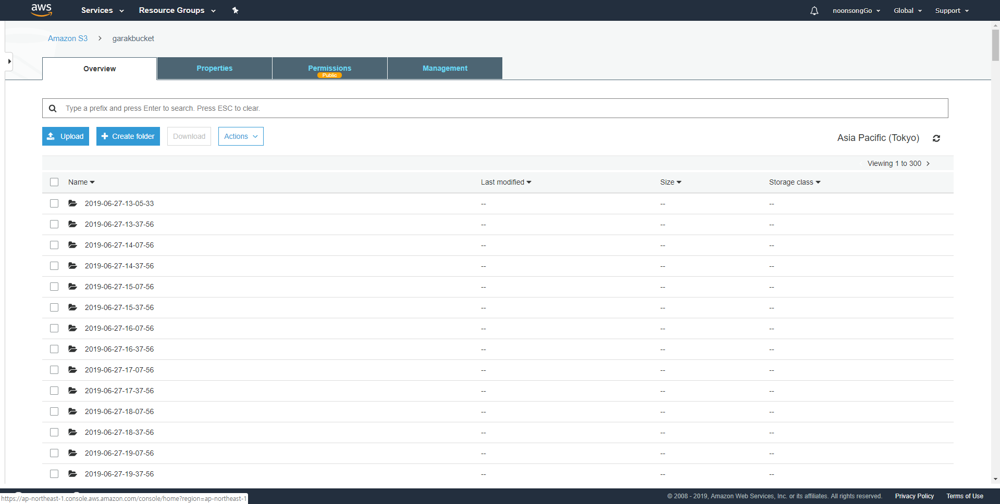 aws Services Resource Groups noonsongGo Global Support
Amazon S3 > garakbucket
Overview Properties Permissions Management
Public
Type a prefix and press Enter to search. Press ESC to clear.
Upload Create folder Download Actions
Asia Pacific (Tokyo)
Viewing 1 to 300
Name Last modified Size Storage class
2019-06-27-13-05-33 -- -- --
2019-06-27-13-37-56 -- -- --
2019-06-27-14-07-56 -- -- --
2019-06-27-14-37-56 -- -- --
2019-06-27-15-07-56 -- -- --
2019-06-27-15-37-56 -- -- --
2019-06-27-16-07-56 -- -- --
2019-06-27-16-37-56 -- -- --
2019-06-27-17-07-56 -- -- --
2019-06-27-17-37-56 -- -- --
2019-06-27-18-07-56 -- -- --
2019-06-27-18-37-56 -- -- --
2019-06-27-19-07-56 -- -- --
2019-06-27-19-37-56 -- -- --
© 2008 - 2019, Amazon Web Services, Inc. or its affiliates. All rights reserved. Privacy Policy Terms of Use
https://ap-northeast-1.console.aws.amazon.com/console/home?region=ap-northeast-1